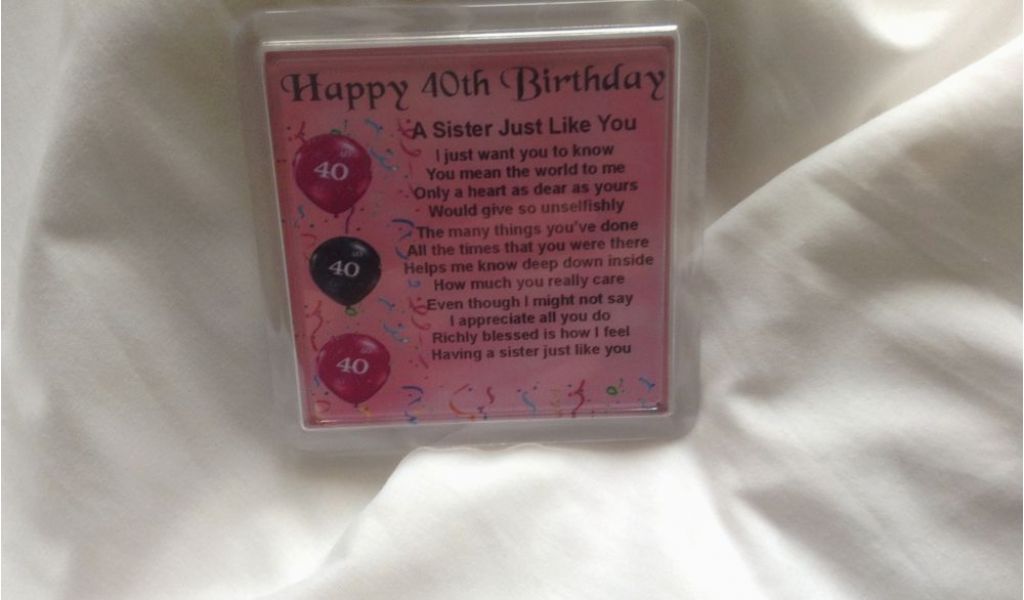 Happy 40th Birthday
A Sister Just Like You
I just want you to know
You mean the world to me
Only a heart as dear as yours
Would give so unselfishly
The many things you've done
All the times that you were there
Helps me know deep down inside
How much you really care
Even though I might not say
I appreciate all you do
Richly blessed is how I feel
Having a sister just like you
40
40
40